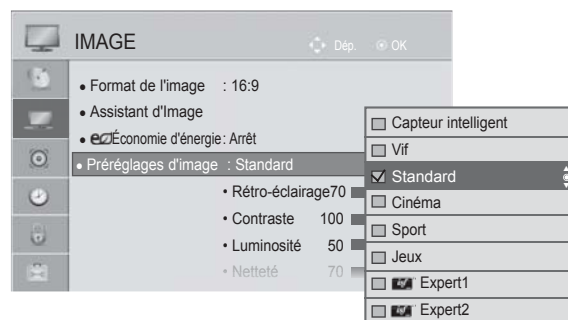 IMAGE
Dép. OK
• Format de l'image : 16:9
• Assistant d'Image
• eco Économie d'énergie : Arrêt
• Préréglages d'image : Standard
• Rétro-éclairage70
• Contraste 100
• Luminosité 50
• Netteté 70
Capteur intelligent
Vif
Standard
Cinéma
Sport
Jeux
Expert1
Expert2